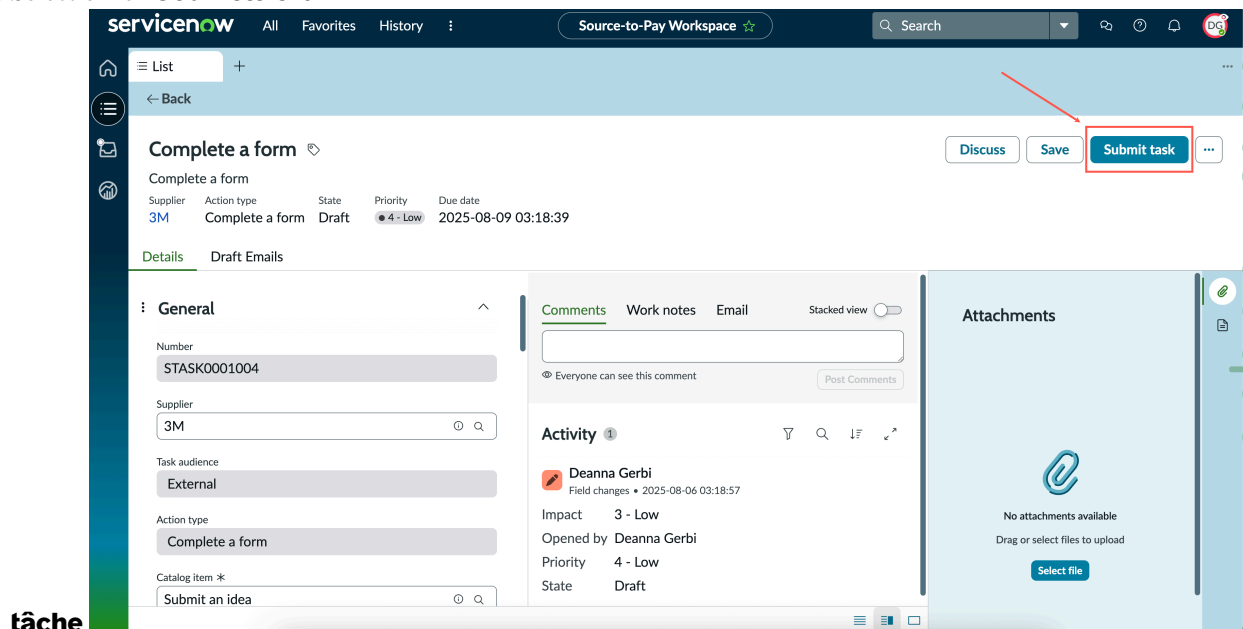 servicenow All Favorites History Source-to-Pay Workspace Search DG
List
Back
Complete a form
Discuss Save Submit task
Complete a form
Supplier Action type State Priority Due date
3M Complete a form Draft 4 - Low 2025-08-09 03:18:39
Details Draft Emails
General
Number
STASK0001004
Supplier
3M
Task audience
External
Action type
Complete a form
Catalog item *
Submit an idea
Comments Work notes Email Stacked view
Everyone can see this comment Post Comments
Activity 1
Deanna Gerbi
Field changes • 2025-08-06 03:18:57
Impact 3 - Low
Opened by Deanna Gerbi
Priority 4 - Low
State Draft
Attachments
No attachments available
Drag or select files to upload
Select file
tâche